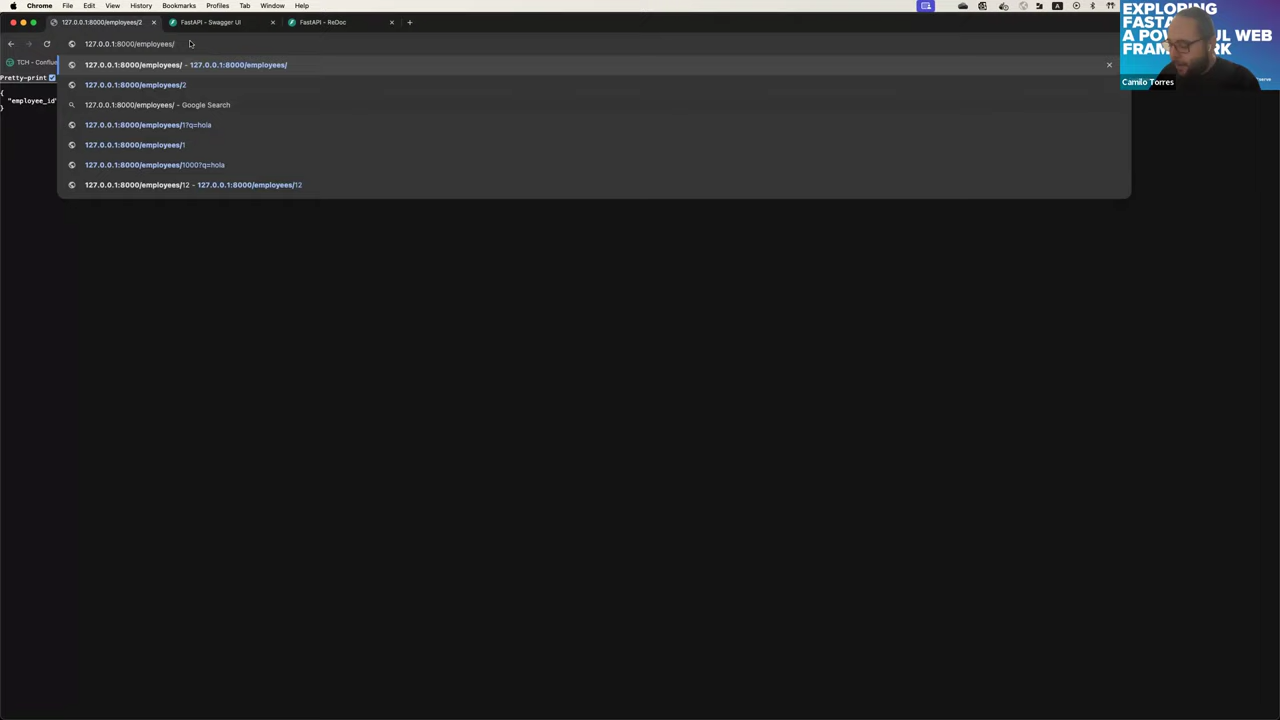 Chrome File Edit View History Bookmarks Profiles Tab Window Help
127.0.0.1:8000/employees/2 FastAPI - Swagger UI FastAPI - ReDoc
127.0.0.1:8000/employees/
TCH - Conflue
127.0.0.1:8000/employees/ - 127.0.0.1:8000/employees/
Pretty-print
127.0.0.1:8000/employees/2
{
"employee_id"
}
127.0.0.1:8000/employees/ - Google Search
127.0.0.1:8000/employees/1?q=hola
127.0.0.1:8000/employees/1
127.0.0.1:8000/employees/1000?q=hola
127.0.0.1:8000/employees/12 - 127.0.0.1:8000/employees/12
EXPLORING
FASTA
A POW UL WEB
FRAM RK
Camilo Torres